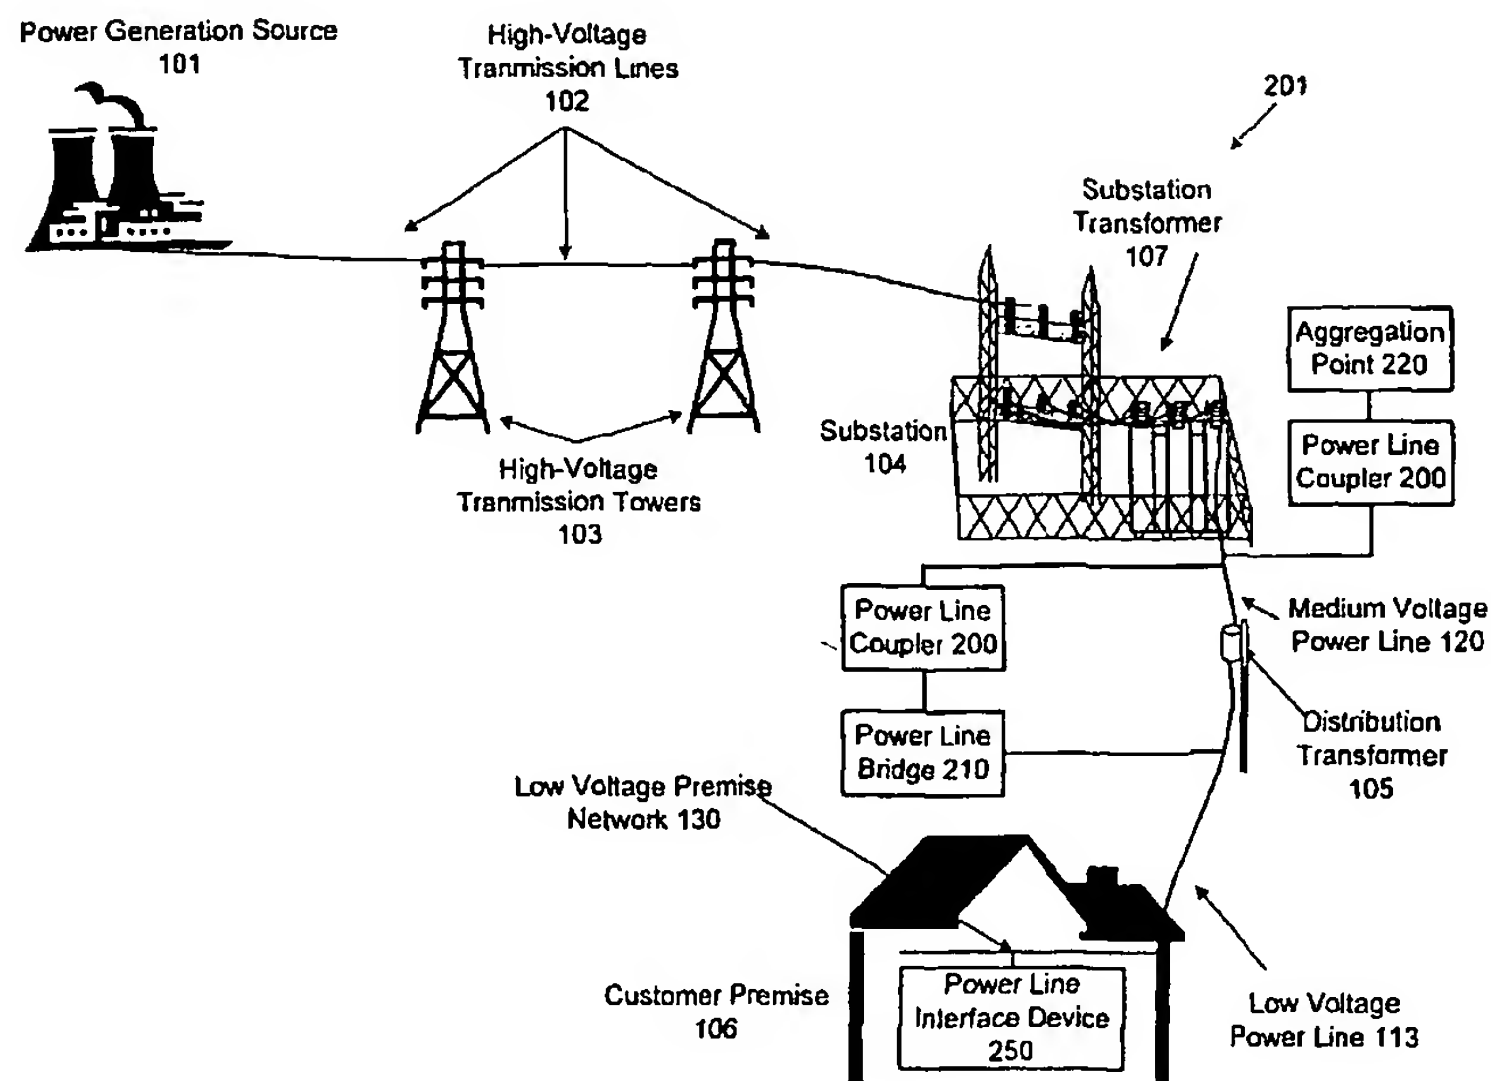 Power Generation Source
101
High-Voltage
Tranmission Lines
102
201
Substation
Transformer
107
Aggregation
Point 220
Power Line
Coupler 200
Substation
104
High-Voltage
Tranmission Towers
103
Power Line
Coupler 200
Medium Voltage
Power Line 120
Power Line
Bridge 210
Distribution
Transformer
105
Low Voltage Premise
Network 130
Customer Premise
106
Power Line
Interface Device
250
Low Voltage
Power Line 113